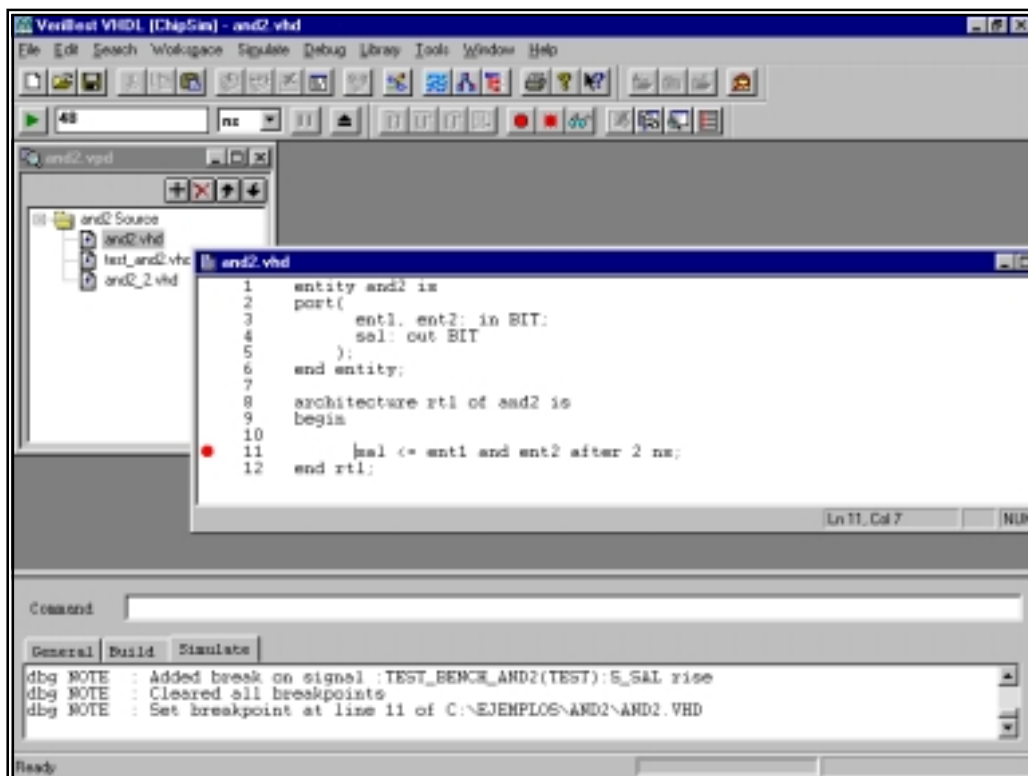 VeriBest VHDL (ChipSim) - and2.vhd
File Edit Search Workspace Simulate Debug Library Tools Window Help
48 ns
and2.vpd
and2 Source
and2.vhd
test_and2.vhd
and2_2.vhd
and2.vhd
1 entity and2 is
2 port(
3 ent1, ent2: in BIT;
4 sal: out BIT
5 );
6 end entity;
7
8 architecture rtl of and2 is
9 begin
10
11 sal <= ent1 and ent2 after 2 ns;
12 end rtl;
Ln 11, Col 7 NUM
Command
General Build Simulate
dbg NOTE : Added break on signal :TEST_BENCH_AND2(TEST):S_SAL rise
dbg NOTE : Cleared all breakpoints
dbg NOTE : Set breakpoint at line 11 of C:\EJEMPLOS\AND2\AND2.VHD
Ready